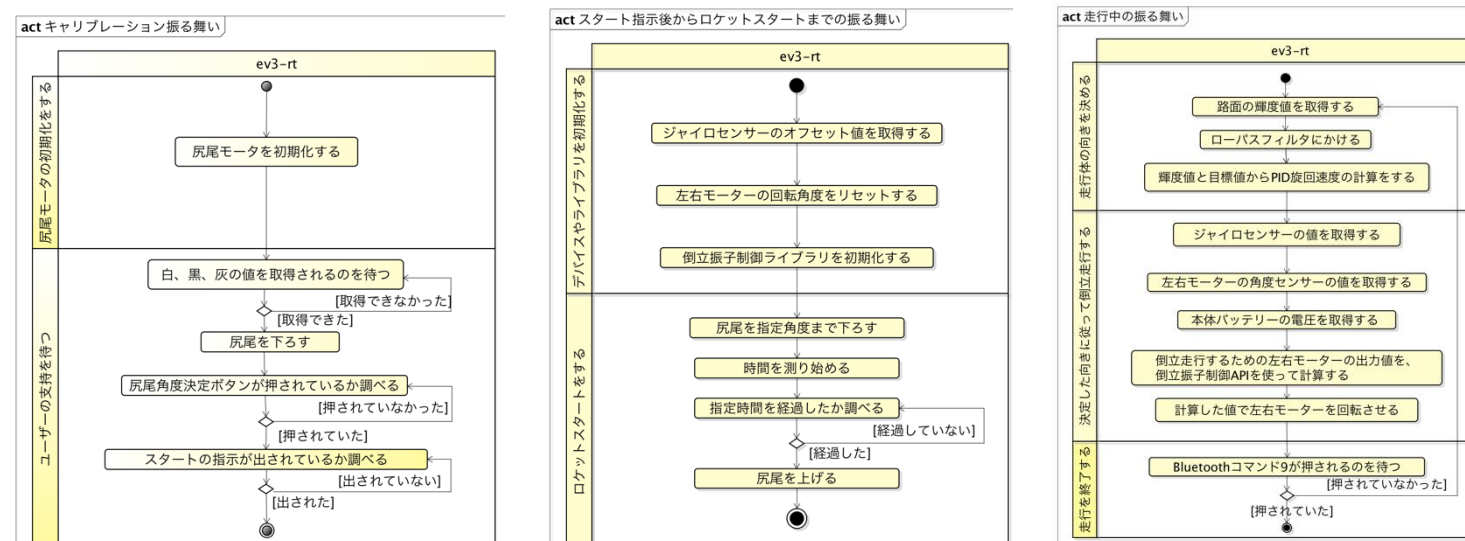 act キャリブレーション振る舞い
ev3-rt
尻尾モータの初期化をする
尻尾モータを初期化する
ユーザーの支持を待つ
白、黒、灰の値を取得されるのを待つ
[取得できなかった]
[取得できた]
尻尾を下ろす
尻尾角度決定ボタンが押されているか調べる
[押されていなかった]
[押されていた]
スタートの指示が出されているか調べる
[出されていない]
[出された]
act スタート指示後からロケットスタートまでの振る舞い
ev3-rt
デバイスやライブラリを初期化する
ジャイロセンサーのオフセット値を取得する
左右モーターの回転角度をリセットする
倒立振子制御ライブラリを初期化する
ロケットスタートをする
尻尾を指定角度まで下ろす
時間を測り始める
指定時間を経過したか調べる
[経過していない]
[経過した]
尻尾を上げる
act 走行中の振る舞い
ev3-rt
走行体の向きを決める
路面の輝度値を取得する
ローパスフィルタにかける
輝度値と目標値からPID旋回速度の計算をする
決定した向きに従って倒立走行する
ジャイロセンサーの値を取得する
左右モーターの角度センサーの値を取得する
本体バッテリーの電圧を取得する
倒立走行するための左右モーターの出力値を、
倒立振子制御APIを使って計算する
計算した値で左右モーターを回転させる
走行を終了する
Bluetoothコマンド9が押されるのを待つ
[押されていなかった]
[押されていた]